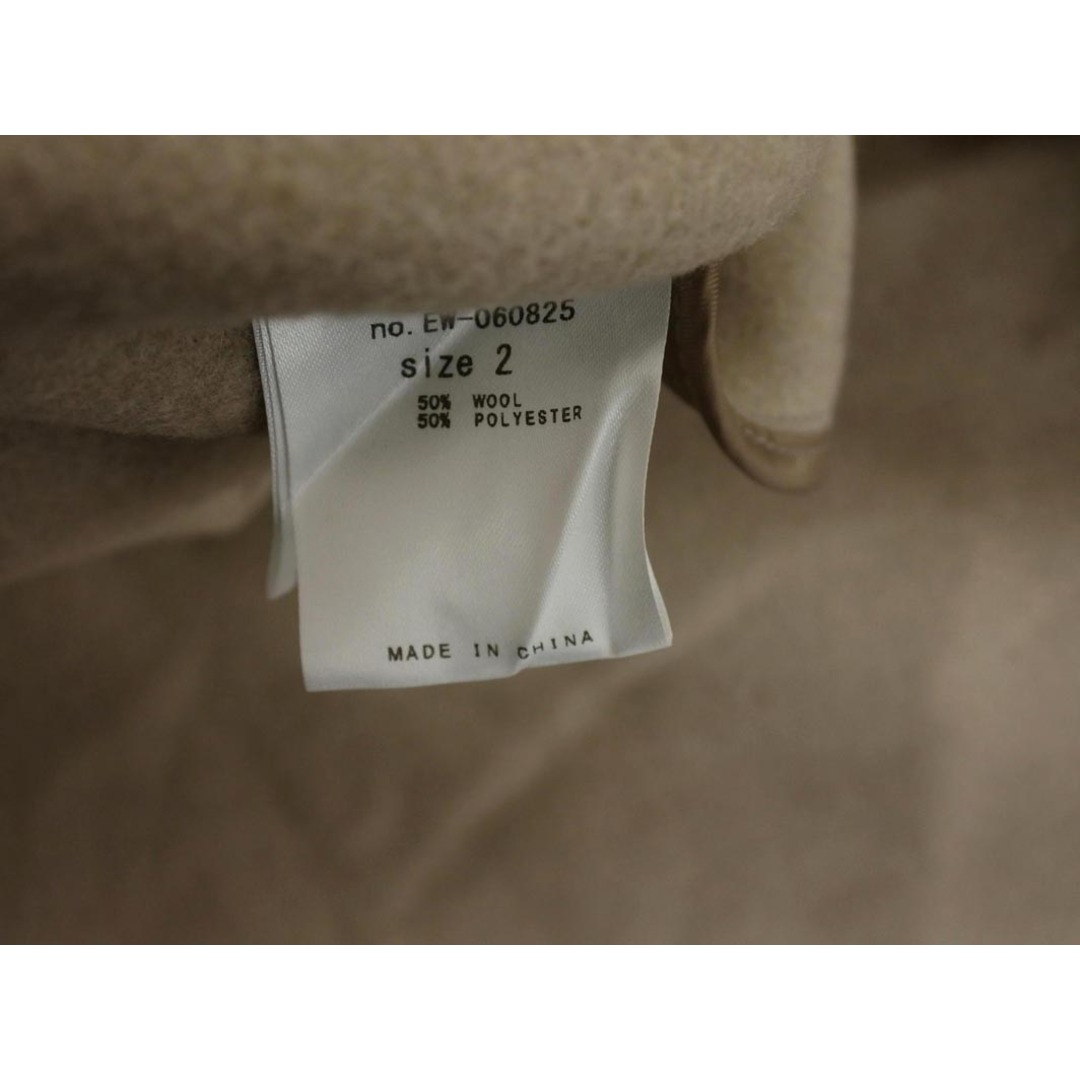 no. EW-060825
size 2
50% WOOL
50% POLYESTER
MADE IN CHINA